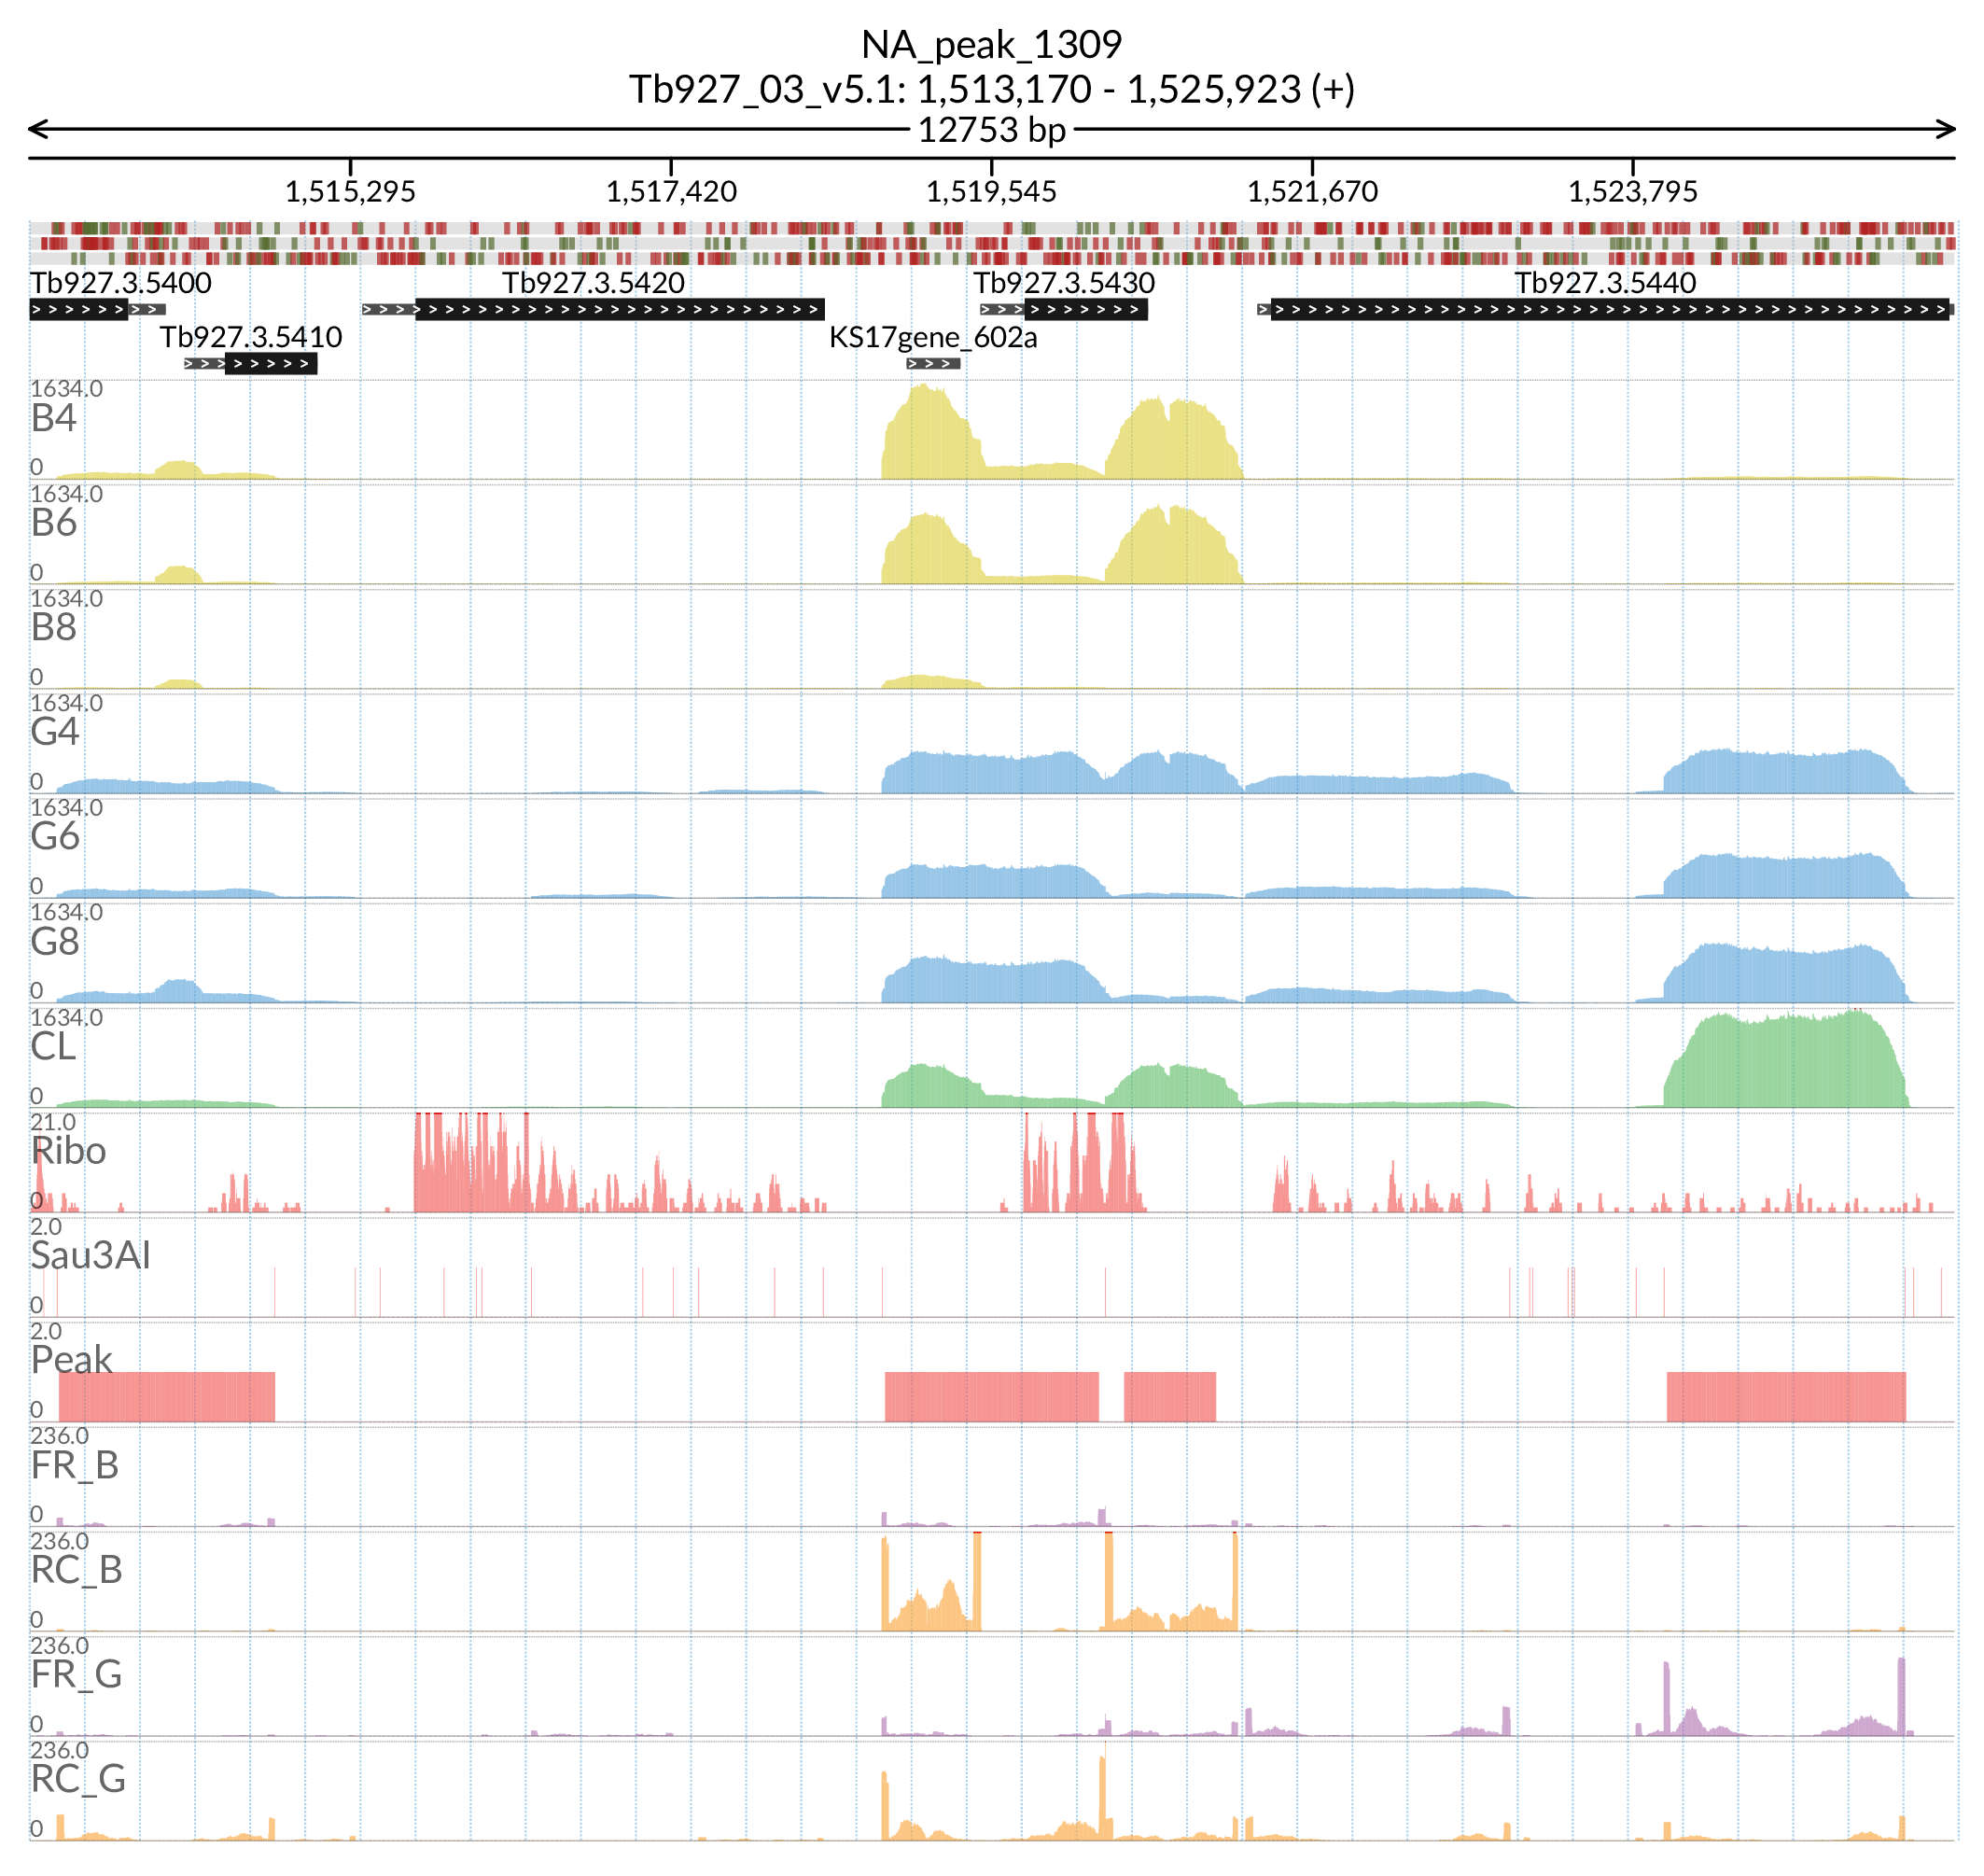 NA_peak_1309
Tb927_03_v5.1: 1,513,170 - 1,525,923 (+)
12753 bp
1,515,295 1,517,420 1,519,545 1,521,670 1,523,795
Tb927.3.5400 Tb927.3.5420 Tb927.3.5430 Tb927.3.5440
Tb927.3.5410 KS17gene_602a
1634.0
B4
0
1634.0
B6
0
1634.0
B8
0
1634.0
G4
0
1634.0
G6
0
1634.0
G8
0
1634.0
CL
0
21.0
Ribo
0
2.0
Sau3AI
0
2.0
Peak
0
236.0
FR_B
0
236.0
RC_B
0
236.0
FR_G
0
236.0
RC_G
0